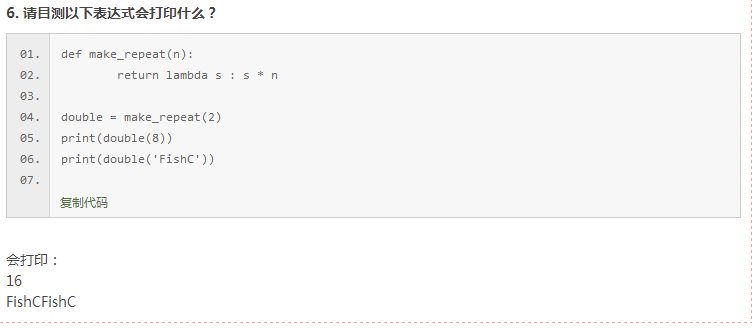 6. 请目测以下表达式会打印什么？
01. def make_repeat(n):
02. return lambda s : s * n
03.
04. double = make_repeat(2)
05. print(double(8))
06. print(double('FishC'))
07.
复制代码
会打印：
16
FishCFishC